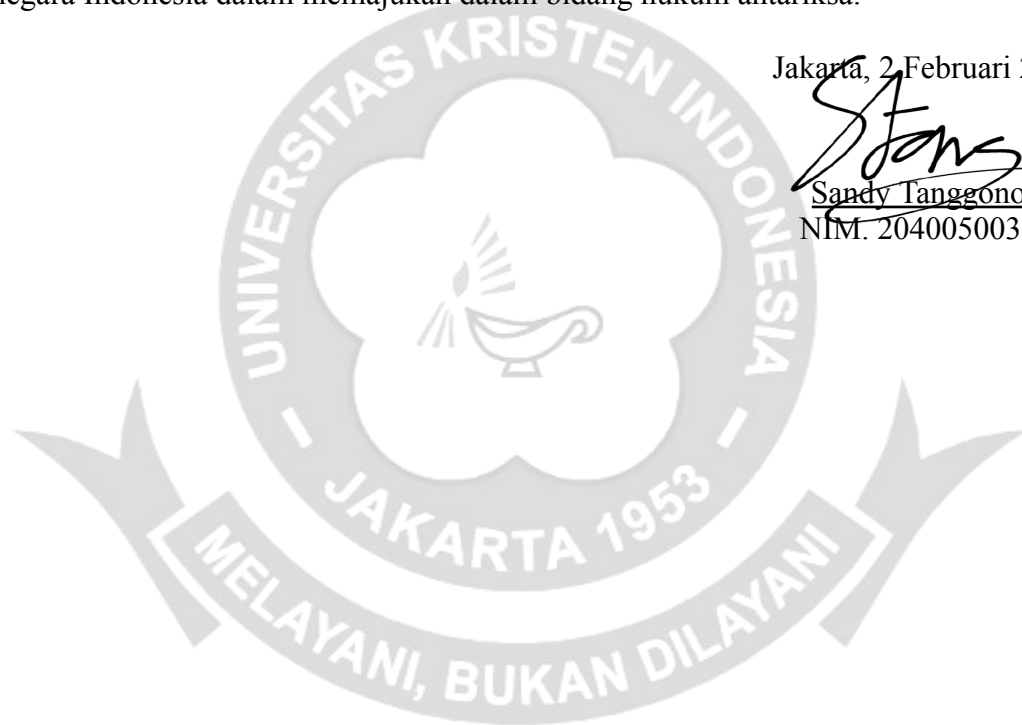 negara Indonesia dalam memajukan dalam bidang hukum antariksa.
Jakarta, 2 Februari
Sandy Tanggono
NIM. 204005003
UNIVERSITAS KRISTEN INDONESIA
JAKARTA 1953
MELAYANI, BUKAN DILAYANI